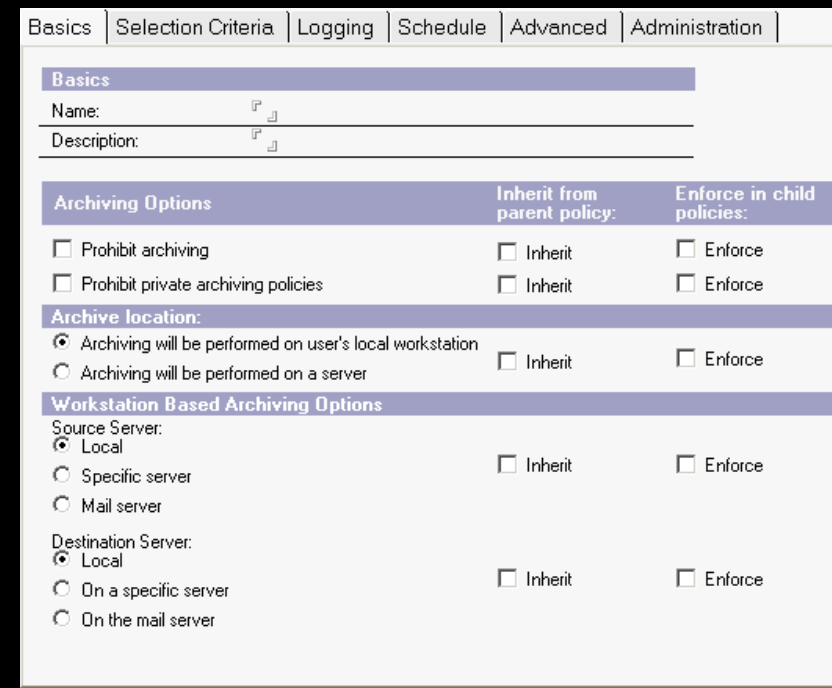 Basics Selection Criteria Logging Schedule Advanced Administration
Basics
Name:
Description:
Archiving Options Inherit from parent policy: Enforce in child policies:
Prohibit archiving Inherit Enforce
Prohibit private archiving policies Inherit Enforce
Archive location:
Archiving will be performed on user's local workstation
Inherit Enforce
Archiving will be performed on a server
Workstation Based Archiving Options
Source Server:
Local
Inherit Enforce
Specific server
Mail server
Destination Server:
Local
Inherit Enforce
On a specific server
On the mail server